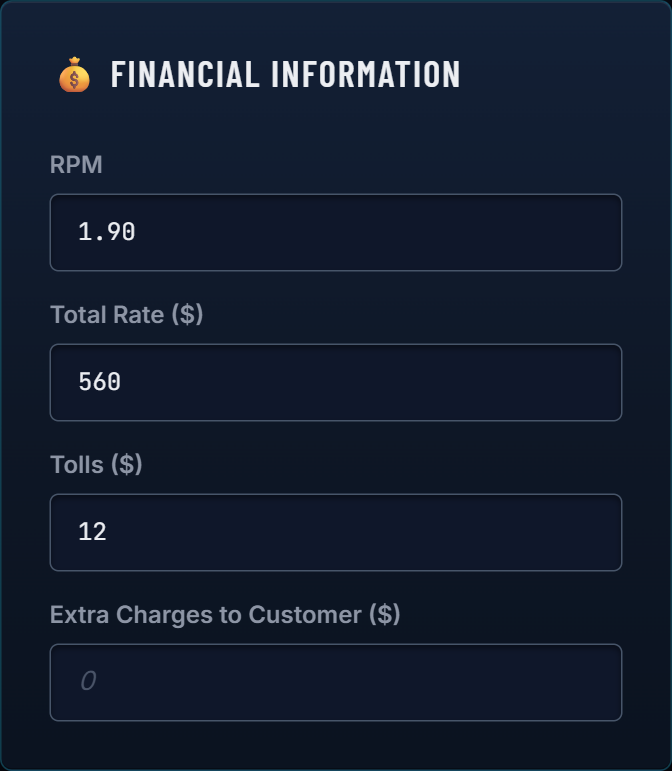 FINANCIAL INFORMATION
RPM
1.90
Total Rate ($)
560
Tolls ($)
12
Extra Charges to Customer ($)
0